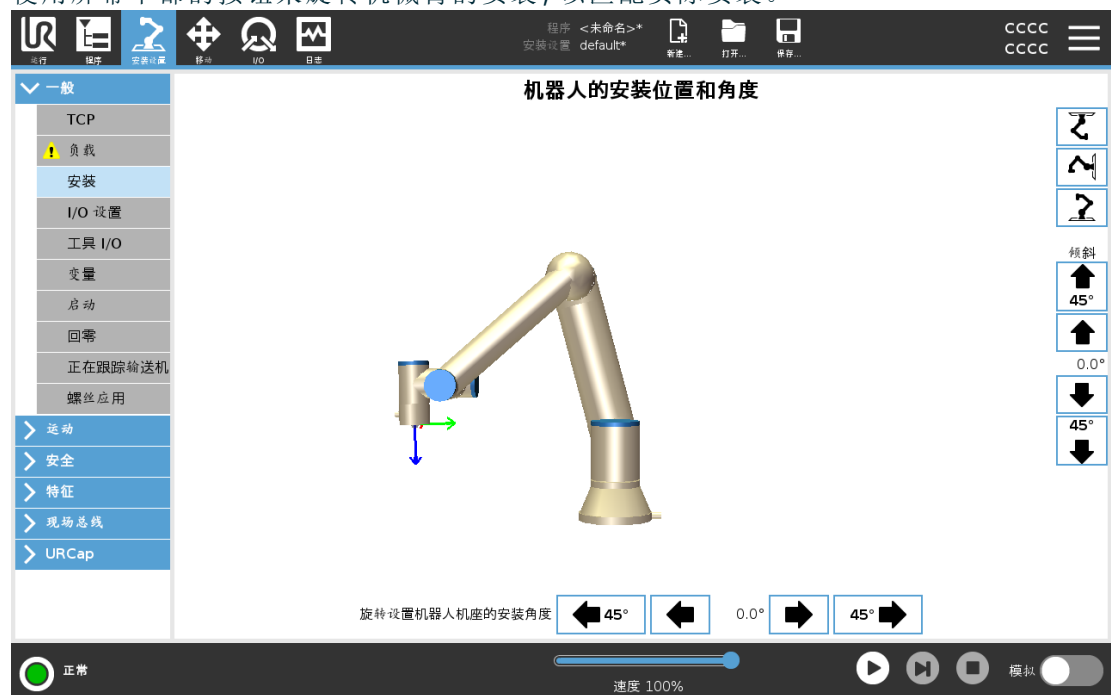 UR
程序 <未命名>*
安装设置 default*
CCCC
CCCC
运行 程序 安装设置 移动 I/O 日志 新建... 打开... 保存...
一般
TCP
负载
安装
I/O 设置
工具 I/O
变量
启动
回零
正在跟踪输送机
螺丝应用
运动
安全
特征
现场总线
URCap
机器人的安装位置和角度
倾斜
45°
0.0°
45°
旋转设置机器人机座的安装角度 45° 0.0° 45°
正常
速度 100%
模拟